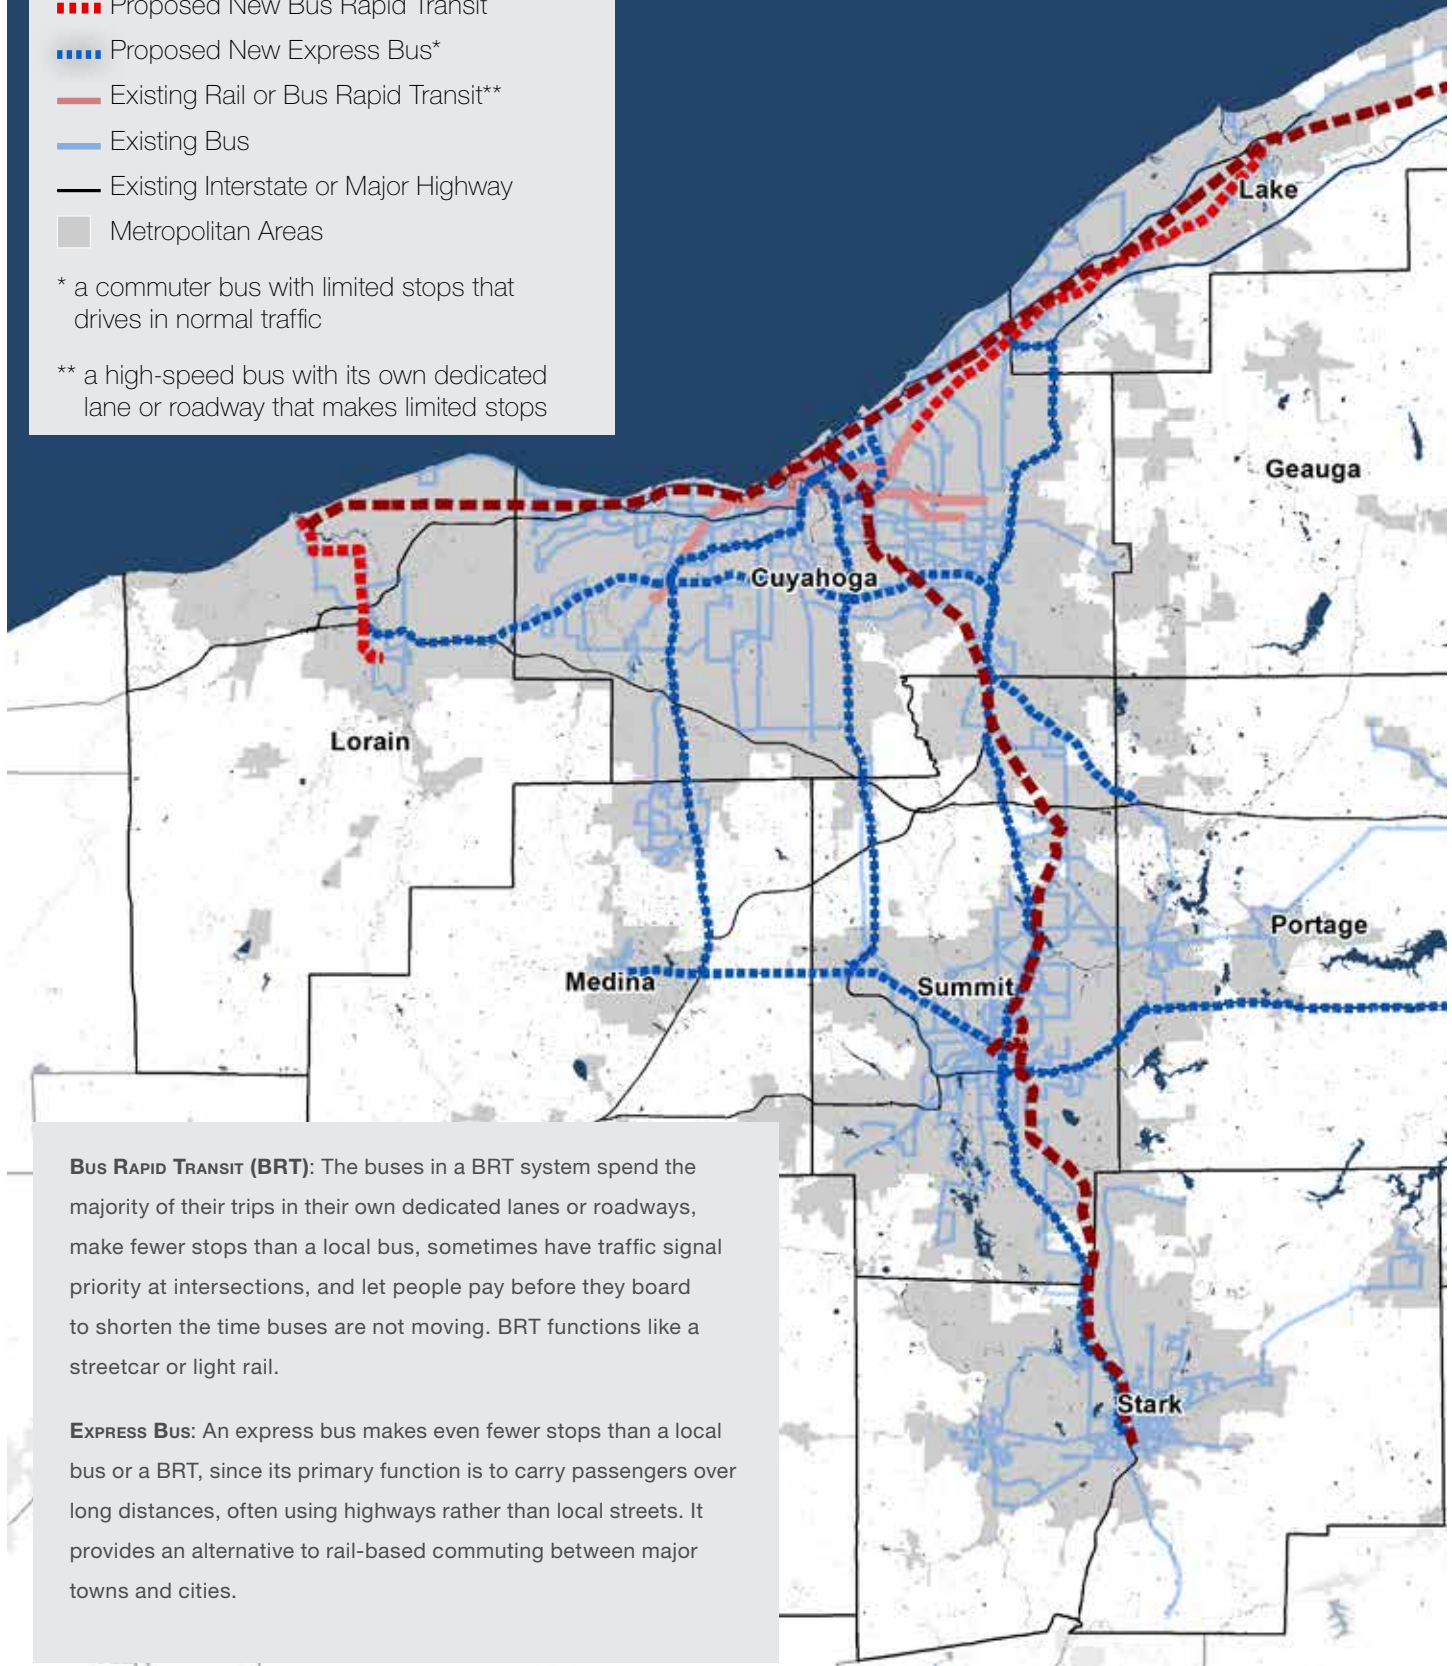 Proposed New Bus Rapid Transit
Proposed New Express Bus*
Existing Rail or Bus Rapid Transit**
Existing Bus
Existing Interstate or Major Highway
Metropolitan Areas
* a commuter bus with limited stops that
drives in normal traffic
** a high-speed bus with its own dedicated
lane or roadway that makes limited stops
Lake
Geauga
Cuyahoga
Lorain
Portage
Medina
Summit
Stark
BUS RAPID TRANSIT (BRT): The buses in a BRT system spend the
majority of their trips in their own dedicated lanes or roadways,
make fewer stops than a local bus, sometimes have traffic signal
priority at intersections, and let people pay before they board
to shorten the time buses are not moving. BRT functions like a
streetcar or light rail.
EXPRESS BUS: An express bus makes even fewer stops than a local
bus or a BRT, since its primary function is to carry passengers over
long distances, often using highways rather than local streets. It
provides an alternative to rail-based commuting between major
towns and cities.